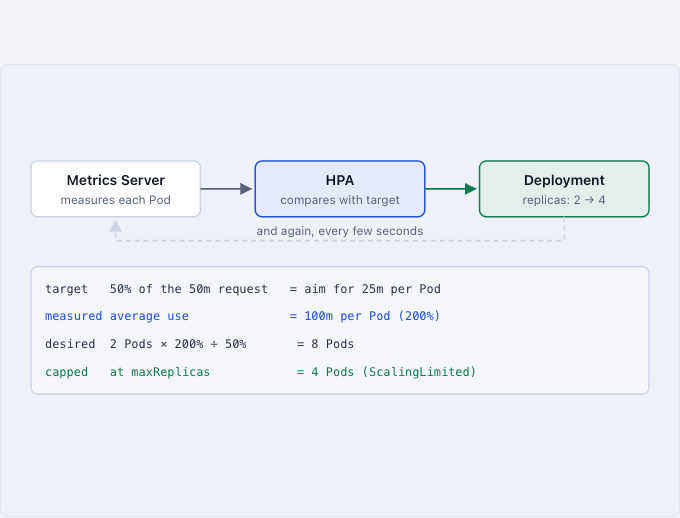 Metrics Server
measures each Pod
HPA
compares with target
Deployment
replicas: 2 → 4
and again, every few seconds
target   50% of the 50m request   = aim for 25m per Pod
measured average use              = 100m per Pod (200%)
desired  2 Pods × 200% ÷ 50%       = 8 Pods
capped   at maxReplicas            = 4 Pods (ScalingLimited)